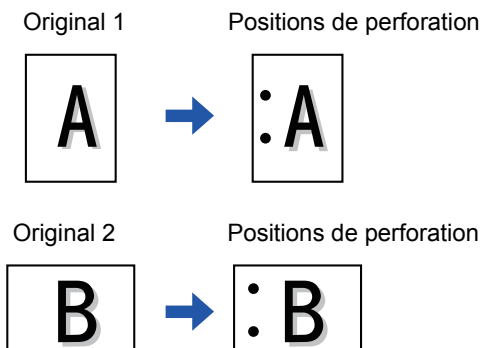 Original 1 Positions de perforation
A A
Original 2 Positions de perforation
B B